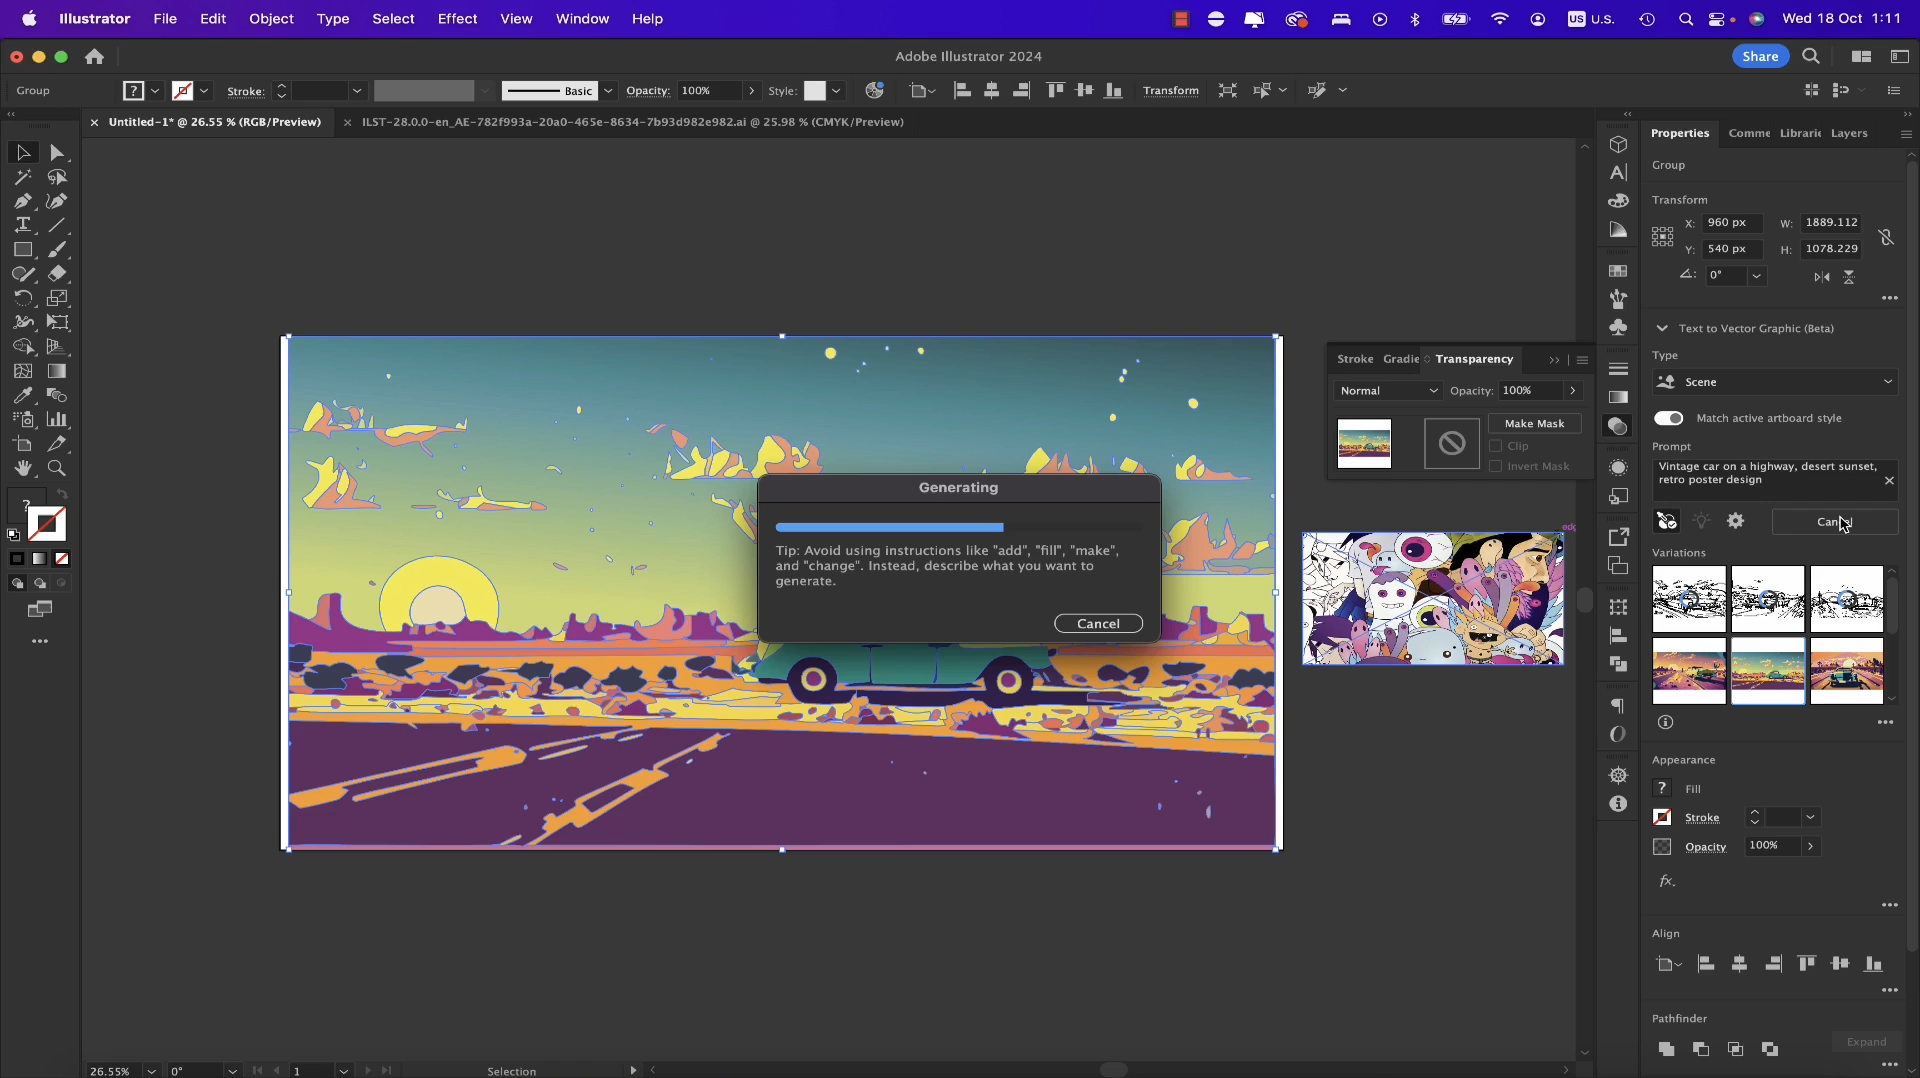 Illustrator File Edit Object Type Select Effect View Window Help US U.S. Wed 18 Oct 1:11
Adobe Illustrator 2024 Share
Group ? Stroke: Basic Opacity: 100% Style: Transform
× Untitled-1* @ 26.55 % (RGB/Preview) × ILST-28.0.0-en_AE-782f993a-20a0-465e-8634-7b93d982e982.ai @ 25.98 % (CMYK/Preview)
Properties Comme Librarie Layers
Group
Transform
X: 960 px W: 1889.112
Y: 540 px H: 1078.229
0°
Text to Vector Graphic (Beta)
Type
Scene
Match active artboard style
Prompt
Vintage car on a highway, desert sunset,
retro poster design
Variations
Appearance
? Fill
Stroke
Opacity 100%
fx.
Align
Pathfinder
Expand
Stroke Gradie Transparency
Normal Opacity: 100%
Make Mask
Clip
Invert Mask
Generating
Tip: Avoid using instructions like "add", "fill", "make",
and "change". Instead, describe what you want to
generate.
Cancel
?
26.55% 0° 1 Selection